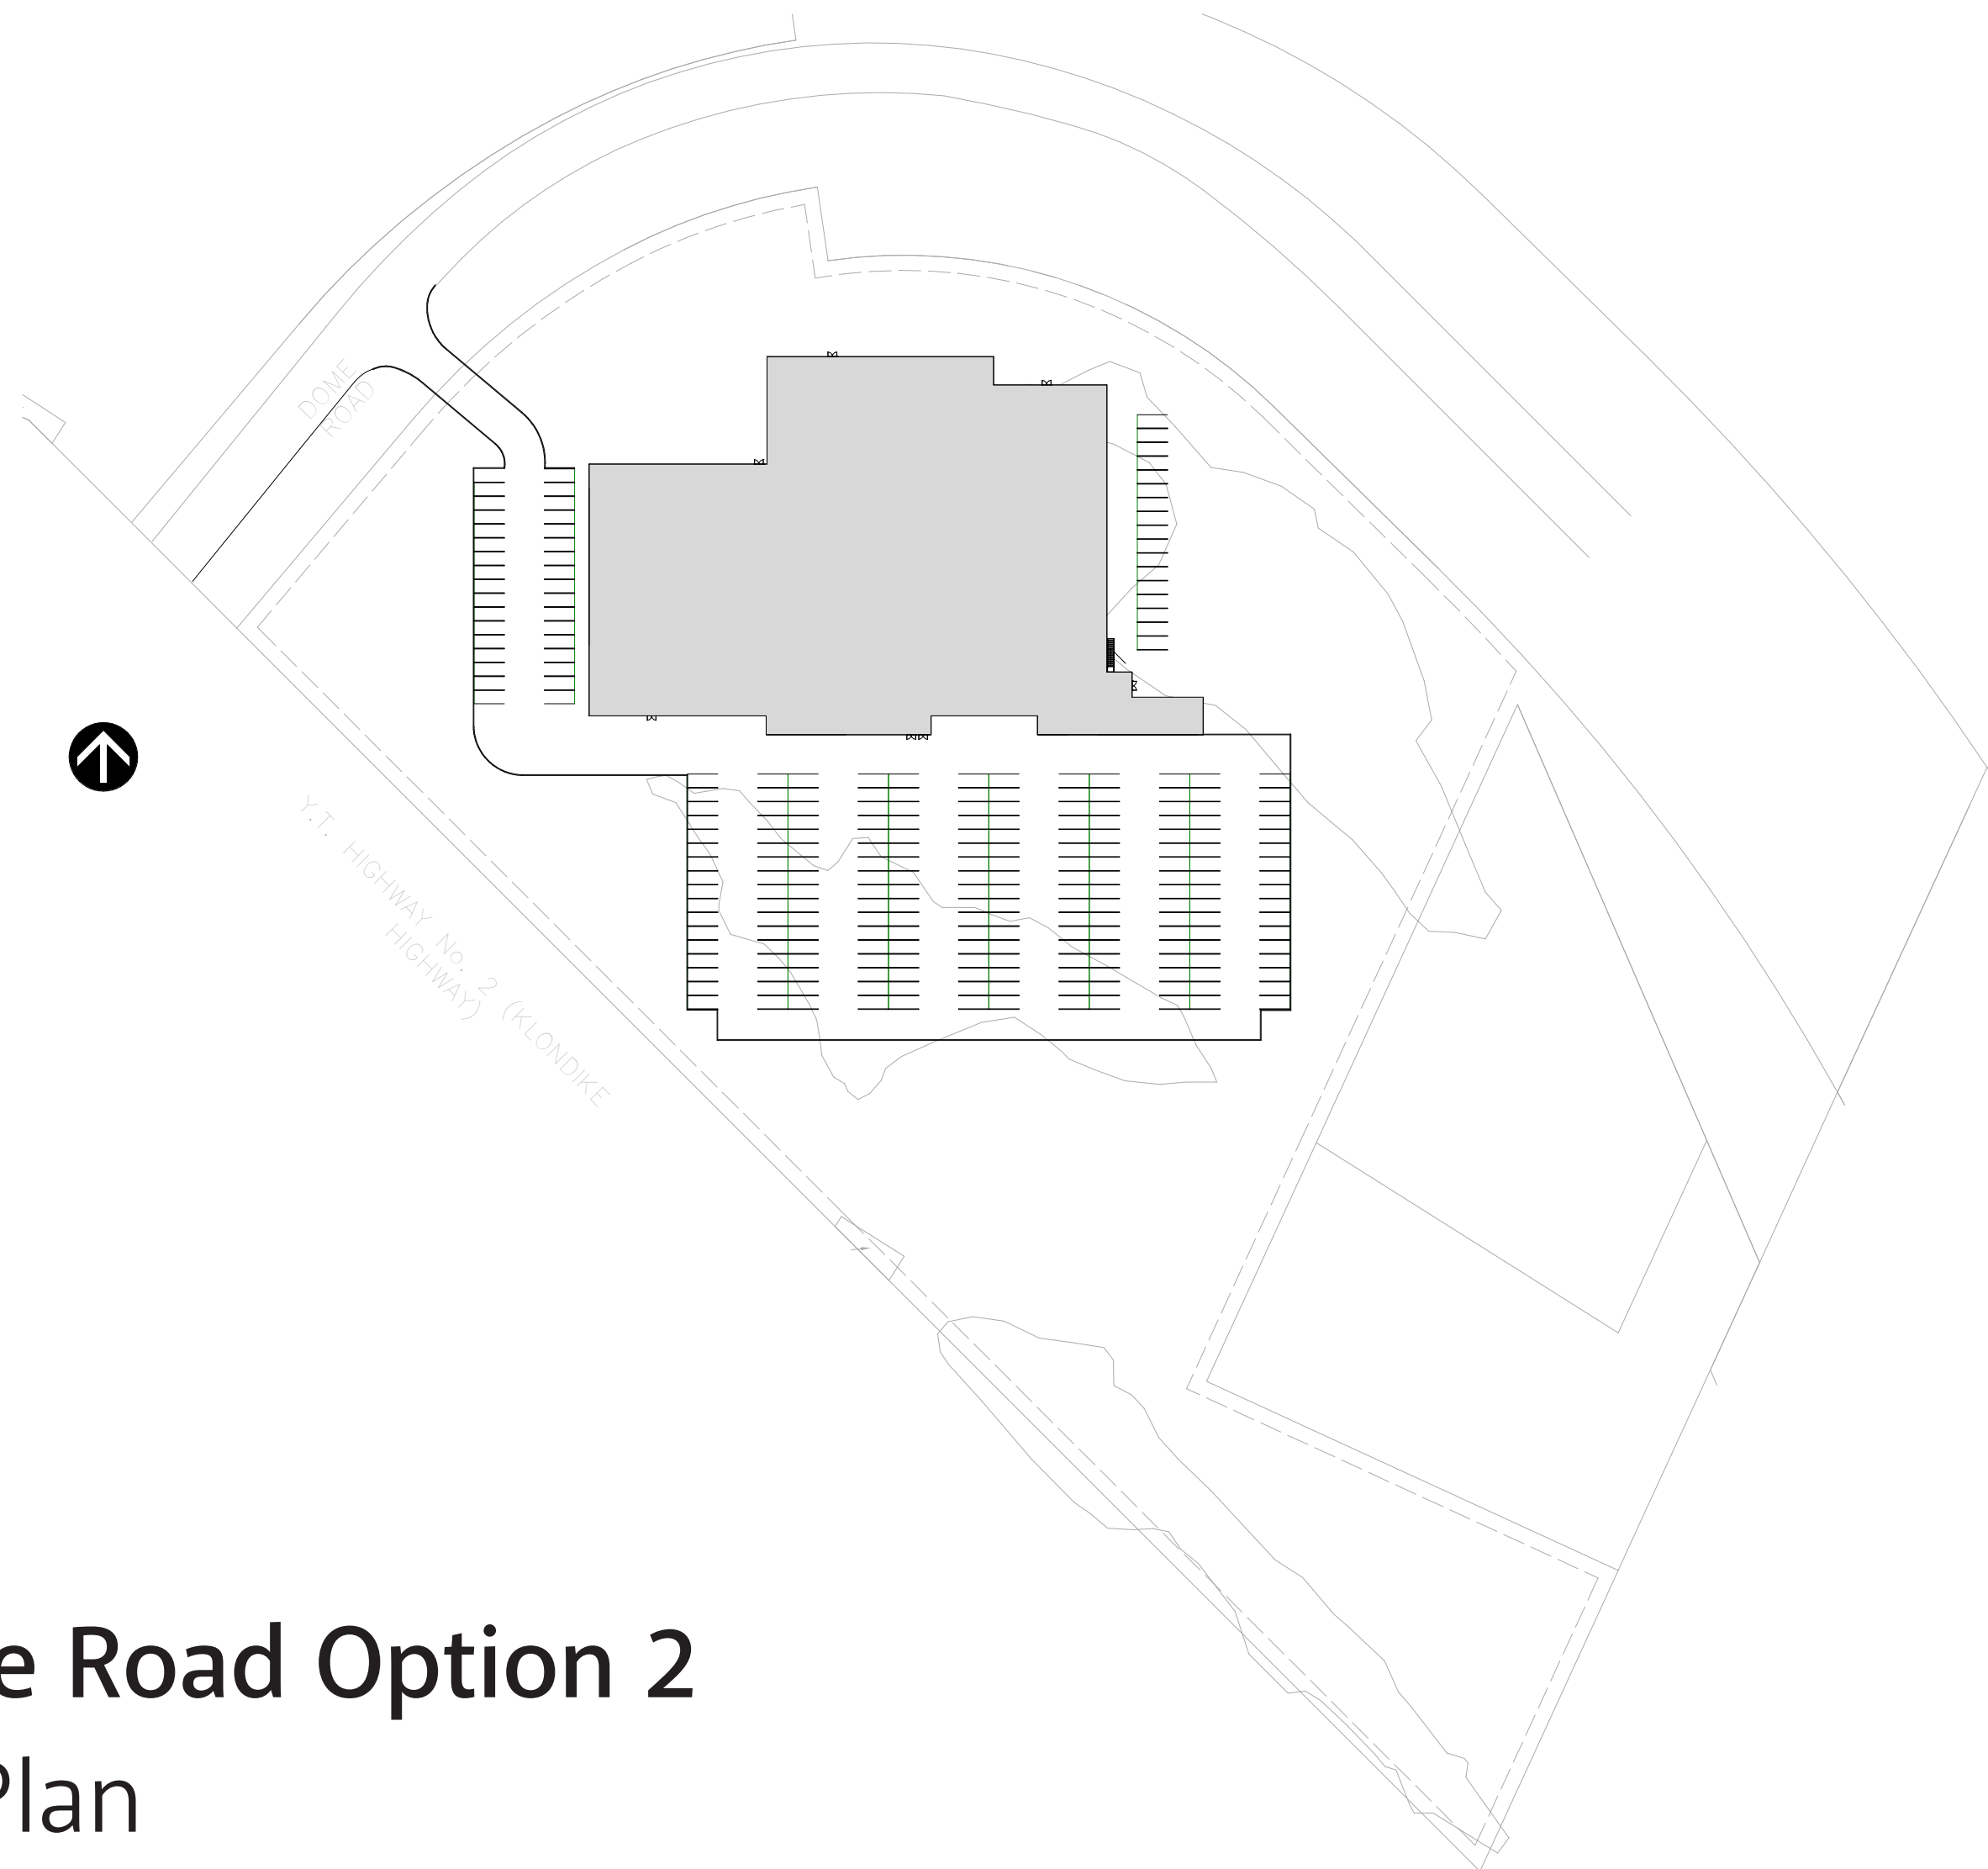 DOME
ROAD
Y.T. HIGHWAY No. 2 (KLONDIKE
HIGHWAY)
e Road Option 2
Plan